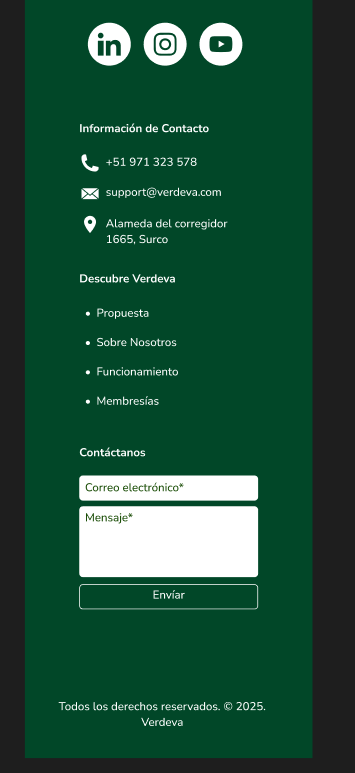 in
Información de Contacto
+51 971 323 578
support@verdeva.com
Alameda del corregidor
1665, Surco
Descubre Verdeva
• Propuesta
• Sobre Nosotros
• Funcionamiento
• Membresías
Contáctanos
Correo electrónico*
Mensaje*
Envíar
Todos los derechos reservados. © 2025.
Verdeva